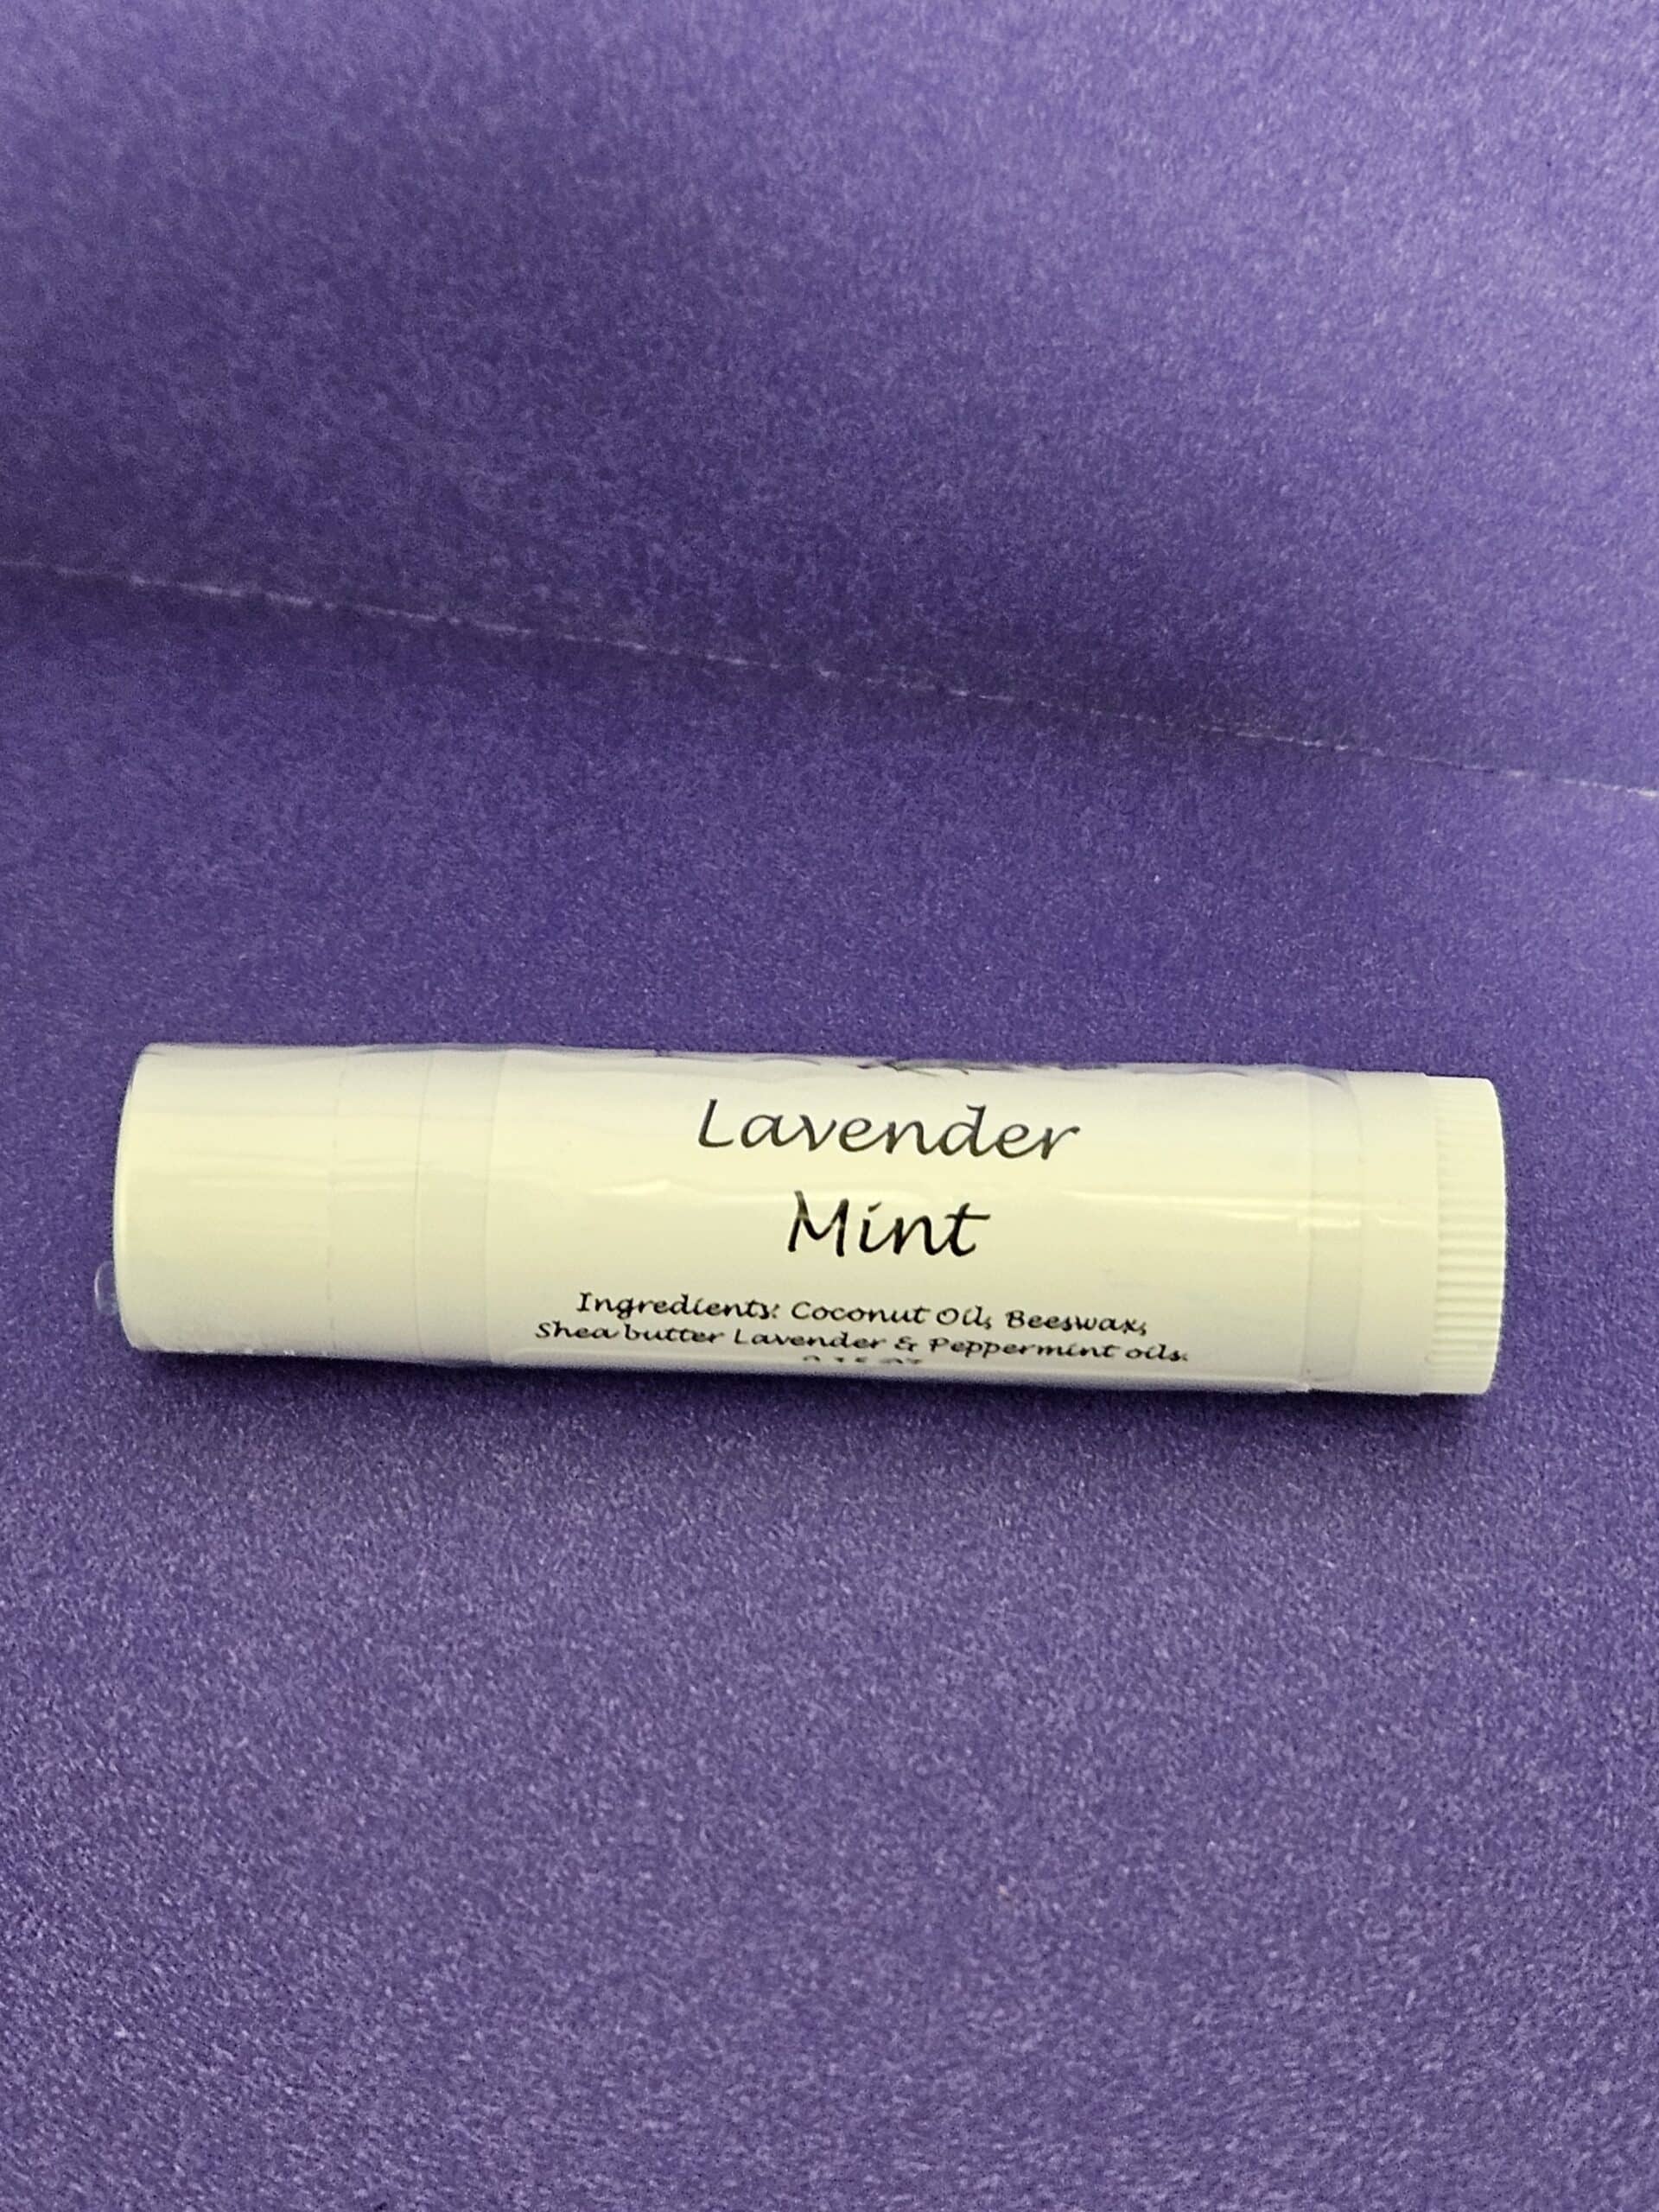 Lavender
Mint
Ingredients: Coconut Oil, Beeswax,
Shea butter Lavender & Peppermint oils.